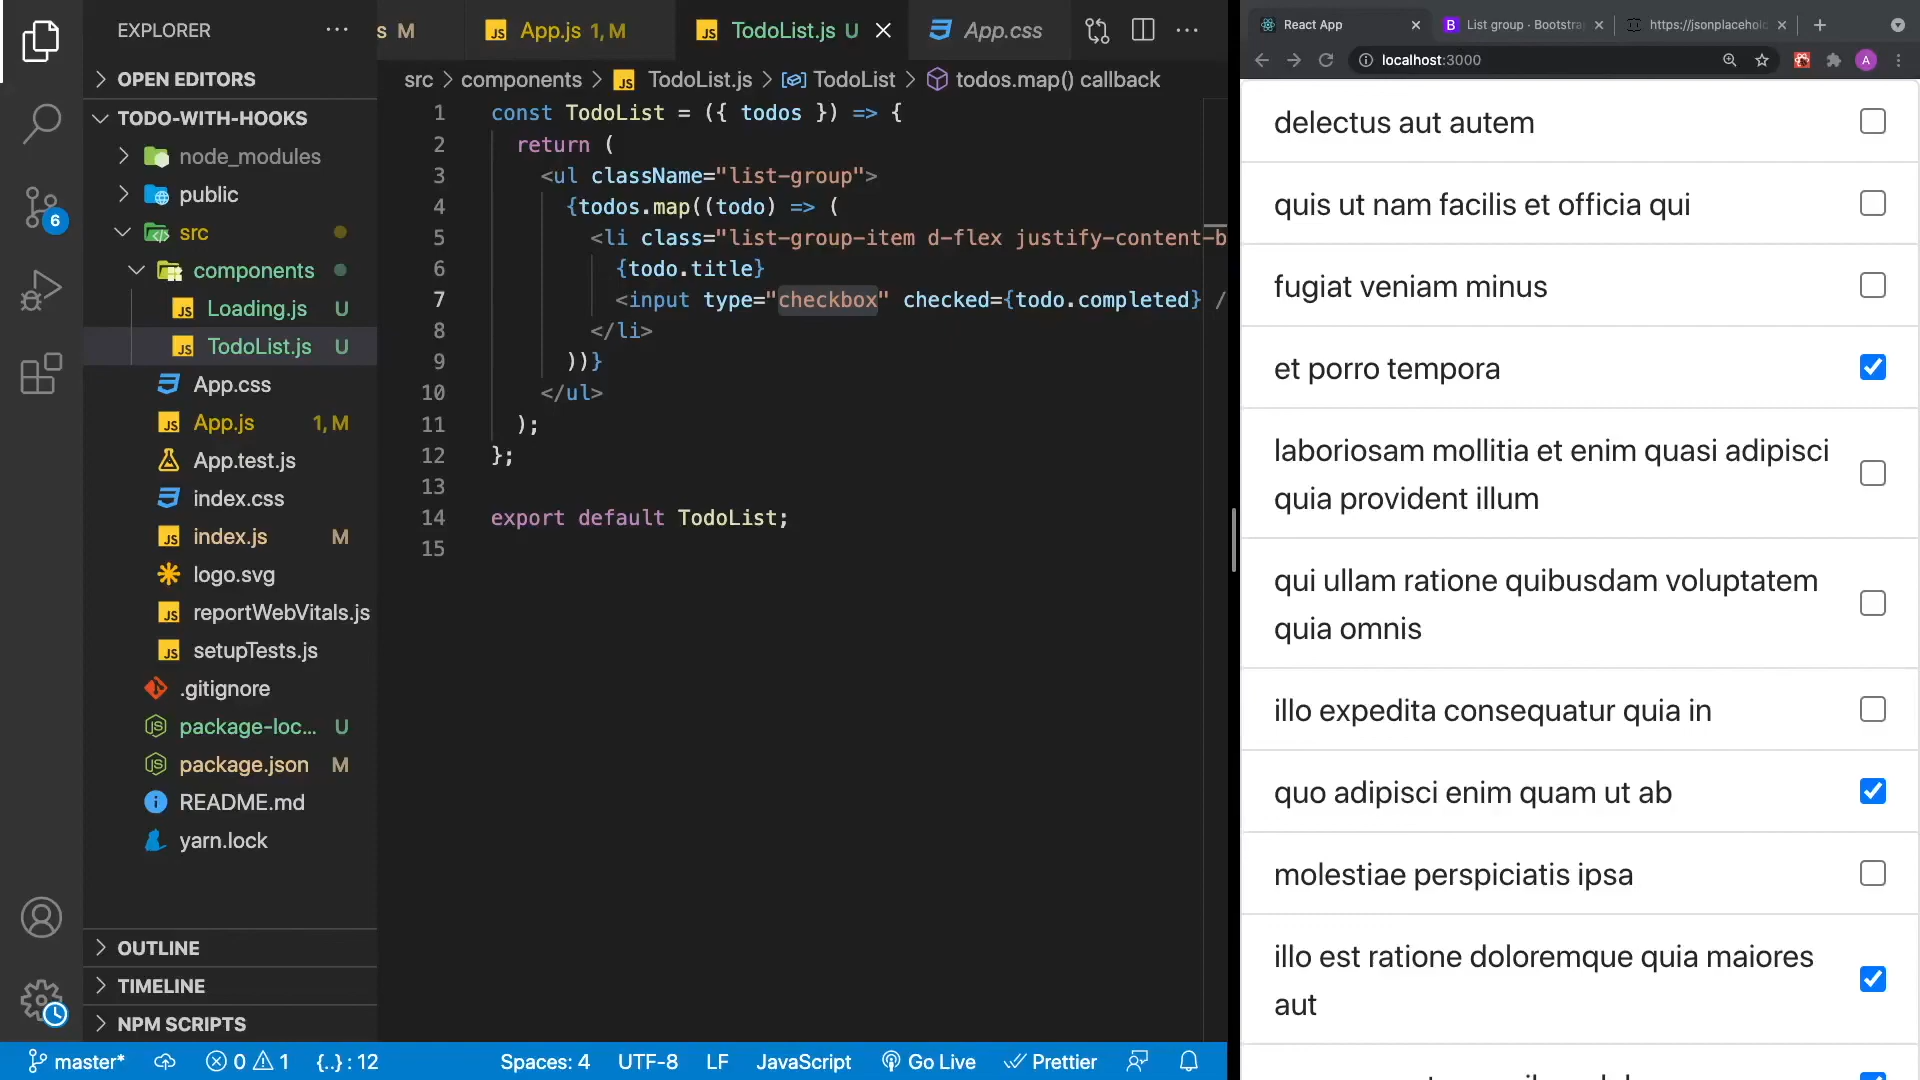 EXPLORER
OPEN EDITORS
TODO-WITH-HOOKS
node_modules
public
src
components
Loading.js U
TodoList.js U
App.css
App.js 1, M
App.test.js
index.css
index.js M
logo.svg
reportWebVitals.js
setupTests.js
.gitignore
package-loc... U
package.json M
README.md
yarn.lock
OUTLINE
TIMELINE
NPM SCRIPTS
6
s M
App.js 1, M
TodoList.js U
App.css
src > components > TodoList.js > TodoList > todos.map() callback
1 const TodoList = ({ todos }) => {
2 return (
3 <ul className="list-group">
4 {todos.map((todo) => (
5 <li class="list-group-item d-flex justify-content-b
6 {todo.title}
7 <input type="checkbox" checked={todo.completed} /
8 </li>
9 ))}
10 </ul>
11 );
12 };
13
14 export default TodoList;
15
master* 0 1 {..} : 12 Spaces: 4 UTF-8 LF JavaScript Go Live Prettier
React App
List group · Bootstra
https://jsonplacehol
localhost:3000
A
delectus aut autem
quis ut nam facilis et officia qui
fugiat veniam minus
et porro tempora
laboriosam mollitia et enim quasi adipisci
quia provident illum
qui ullam ratione quibusdam voluptatem
quia omnis
illo expedita consequatur quia in
quo adipisci enim quam ut ab
molestiae perspiciatis ipsa
illo est ratione doloremque quia maiores
aut